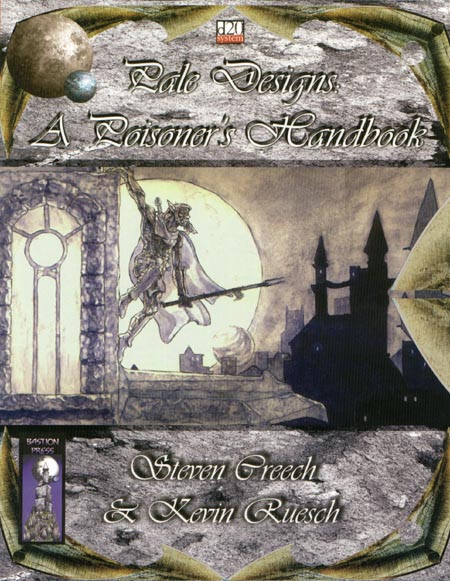 d20
system
Pale Designs:
A Poisoner's Handbook
BASTION
PRESS
Steven Creech
& Kevin Ruesch